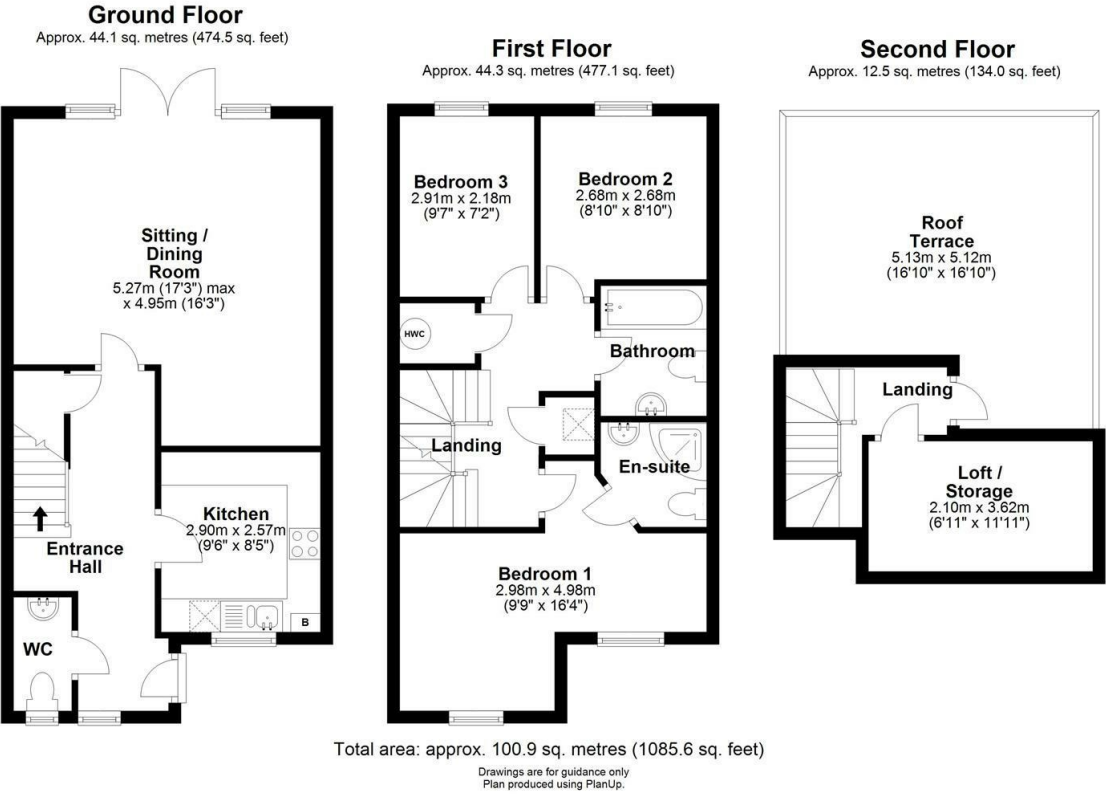 Ground Floor
Approx. 44.1 sq. metres (474.5 sq. feet)
Sitting /
Dining
Room
5.27m (17'3") max
x 4.95m (16'3")
Kitchen
2.90m x 2.57m
(9'6" x 8'5")
Entrance
Hall
WC
B
First Floor
Approx. 44.3 sq. metres (477.1 sq. feet)
Bedroom 3
2.91m x 2.18m
(9'7" x 7'2")
Bedroom 2
2.68m x 2.68m
(8'10" x 8'10")
HWC
Bathroom
Landing
En-suite
Bedroom 1
2.98m x 4.98m
(9'9" x 16'4")
Second Floor
Approx. 12.5 sq. metres (134.0 sq. feet)
Roof
Terrace
5.13m x 5.12m
(16'10" x 16'10")
Landing
Loft /
Storage
2.10m x 3.62m
(6'11" x 11'11")
Total area: approx. 100.9 sq. metres (1085.6 sq. feet)
Drawings are for guidance only
Plan produced using PlanUp.